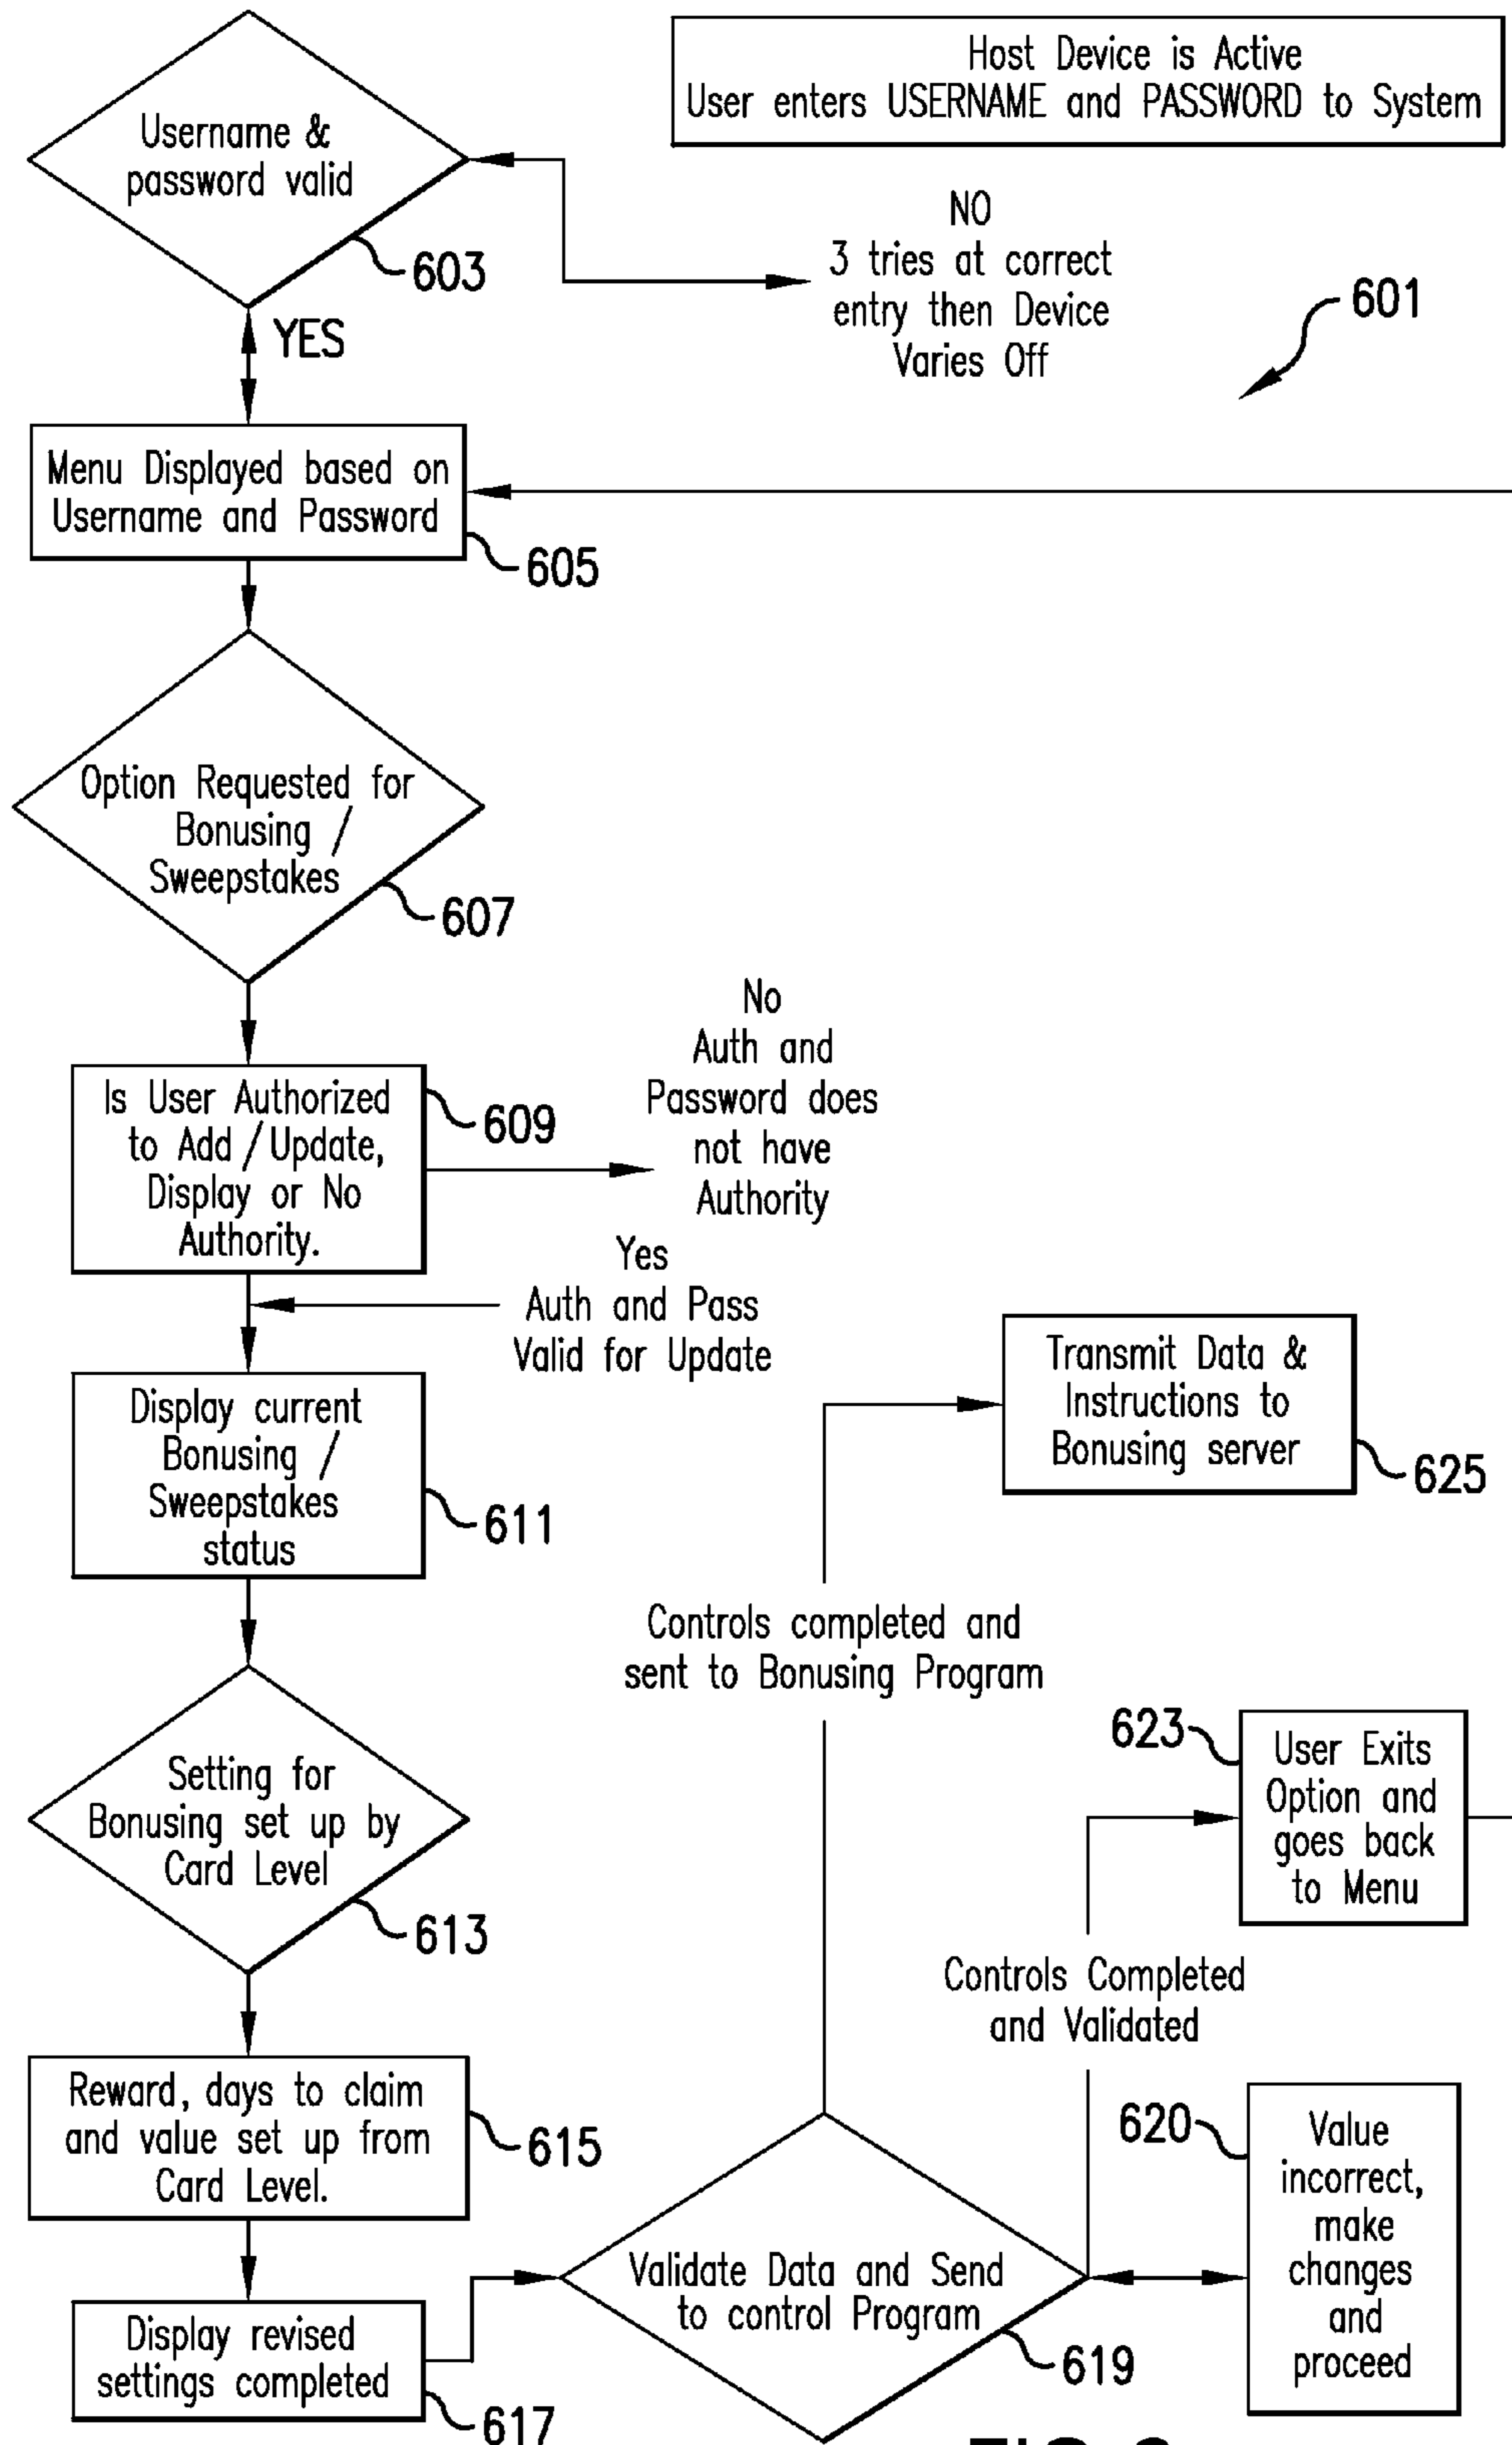 Host Device is Active
User enters USERNAME and PASSWORD to System
Username &
password valid
603
NO
3 tries at correct
entry then Device
Varies Off
601
YES
Menu Displayed based on
Username and Password
605
Option Requested for
Bonusing /
Sweepstakes
607
No
Auth and
Password does
not have
Authority
Is User Authorized
to Add / Update,
Display or No
Authority.
609
Yes
Auth and Pass
Valid for Update
Display current
Bonusing /
Sweepstakes
status
611
Transmit Data &
Instructions to
Bonusing server
625
Controls completed and
sent to Bonusing Program
Setting for
Bonusing set up by
Card Level
613
623
User Exits
Option and
goes back
to Menu
Controls Completed
and Validated
Reward, days to claim
and value set up from
Card Level.
615
620
Value
incorrect,
make
changes
and
proceed
Validate Data and Send
to control Program
619
Display revised
settings completed
617